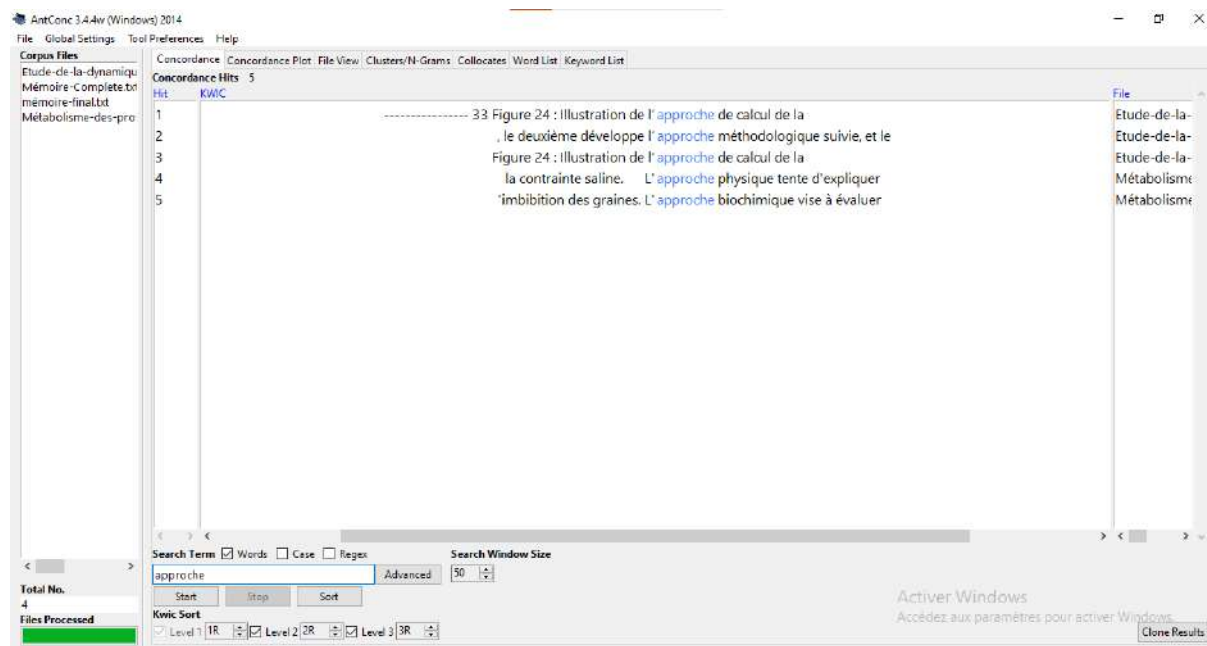 AntConc 3.4.4w (Windows) 2014
File Global Settings Tool Preferences Help
Corpus Files
Etude-de-la-dynamiqu
Mémoire-Complete.txt
mémoire-final.txt
Métabolisme-des-pro
Concordance Concordance Plot File View Clusters/N-Grams Collocates Word List Keyword List
Concordance Hits 5
Hit KWIC File
1 ---------------- 33 Figure 24 : Illustration de l'approche de calcul de la Etude-de-la-
2 , le deuxième développe l'approche méthodologique suivie, et le Etude-de-la-
3 Figure 24 : Illustration de l'approche de calcul de la Etude-de-la-
4 la contrainte saline. L'approche physique tente d'expliquer Métabolisme
5 'imbibition des graines. L'approche biochimique vise à évaluer Métabolisme
Search Term Words Case Regex Search Window Size
approche Advanced 50
Total No.
4
Files Processed
Start Stop Sort
Kwic Sort
Level 1 1R Level 2 2R Level 3 3R
Activer Windows
Accédez aux paramètres pour activer Windows.
Clone Results